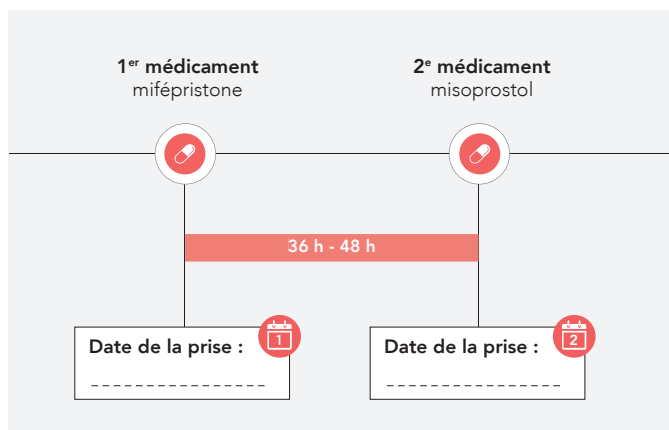 1er médicament
mifépristone
2e médicament
misoprostol
36 h - 48 h
Date de la prise :
1
_ _ _ _ _ _ _ _ _ _ _ _ _ _ _ _
Date de la prise :
2
_ _ _ _ _ _ _ _ _ _ _ _ _ _ _ _